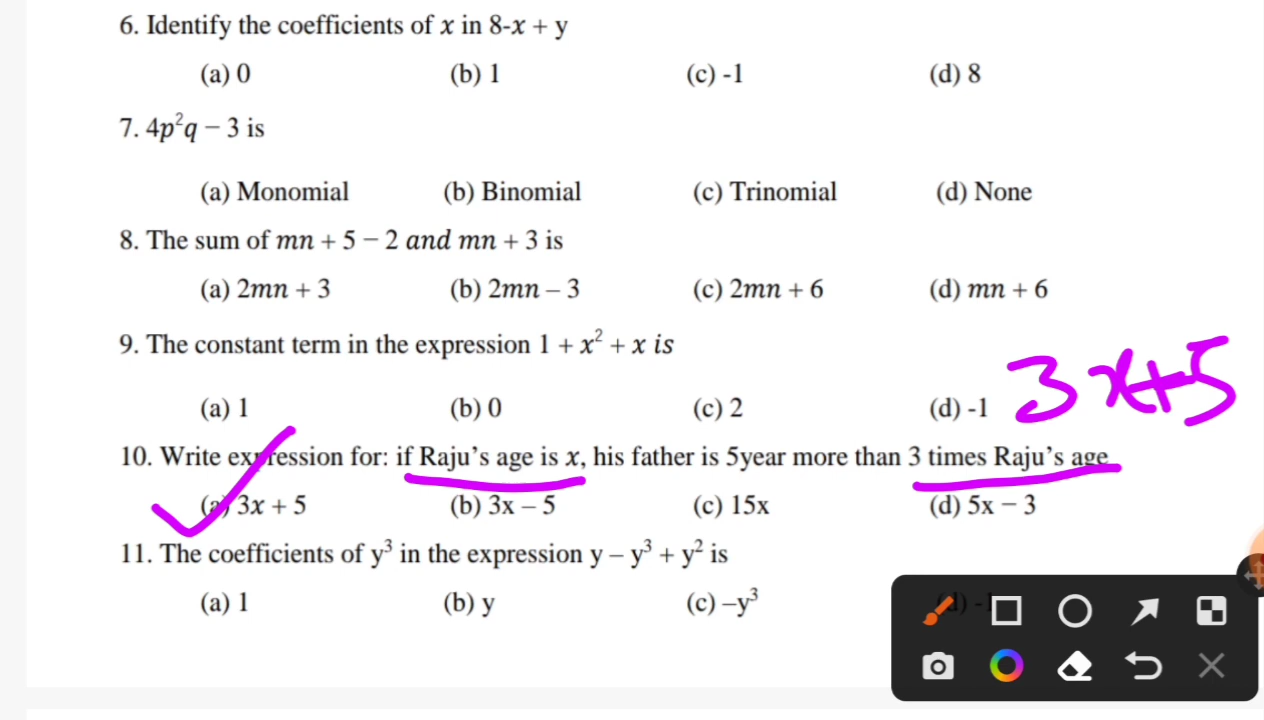 6. Identify the coefficients of x in 8-x + y
(a) 0 (b) 1 (c) -1 (d) 8
7. 4p²q – 3 is
(a) Monomial (b) Binomial (c) Trinomial (d) None
8. The sum of mn + 5 – 2 and mn + 3 is
(a) 2mn + 3 (b) 2mn – 3 (c) 2mn + 6 (d) mn + 6
9. The constant term in the expression 1 + x² + x is
(a) 1 (b) 0 (c) 2 (d) -1 3x+5
10. Write expression for: if Raju’s age is x, his father is 5year more than 3 times Raju’s age
(a) 3x + 5 (b) 3x – 5 (c) 15x (d) 5x – 3
11. The coefficients of y³ in the expression y – y³ + y² is
(a) 1 (b) y (c) –y³ (d) -1